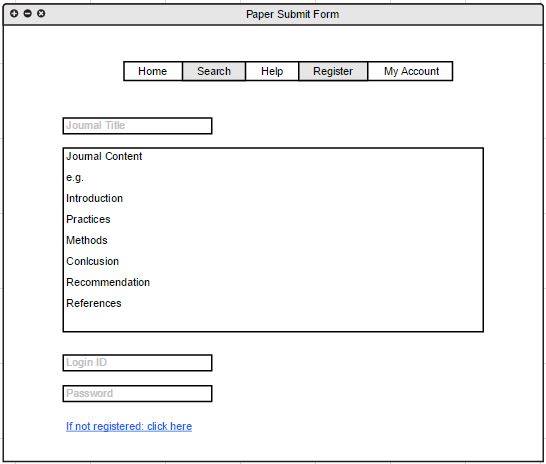 Paper Submit Form
Home Search Help Register My Account
Journal Title
Journal Content
e.g.
Introduction
Practices
Methods
Conlcusion
Recommendation
References
Login ID
Password
If not registered: click here